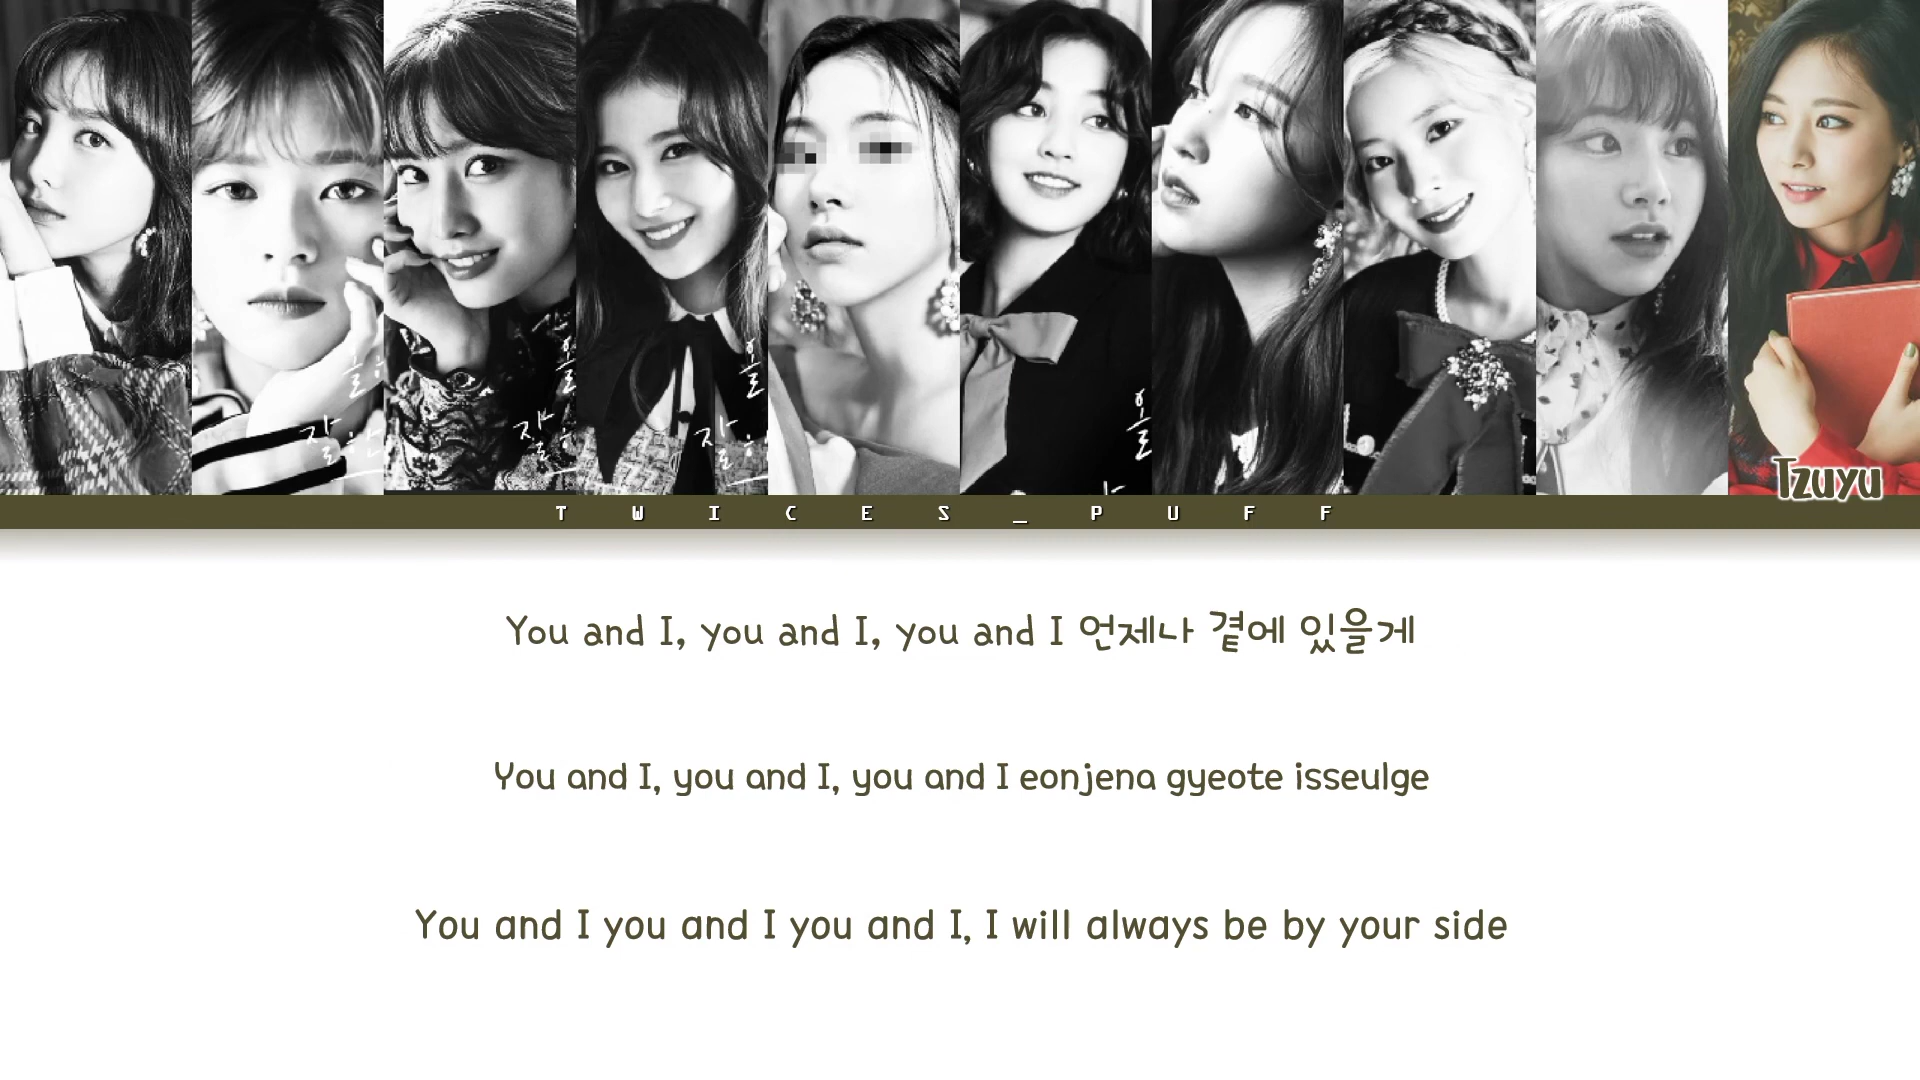 Tzuyu
TWICES_PUFF
You and I, you and I, you and I 언제나 곁에 있을게
You and I, you and I, you and I eonjena gyeote isseulge
You and I you and I you and I, I will always be by your side